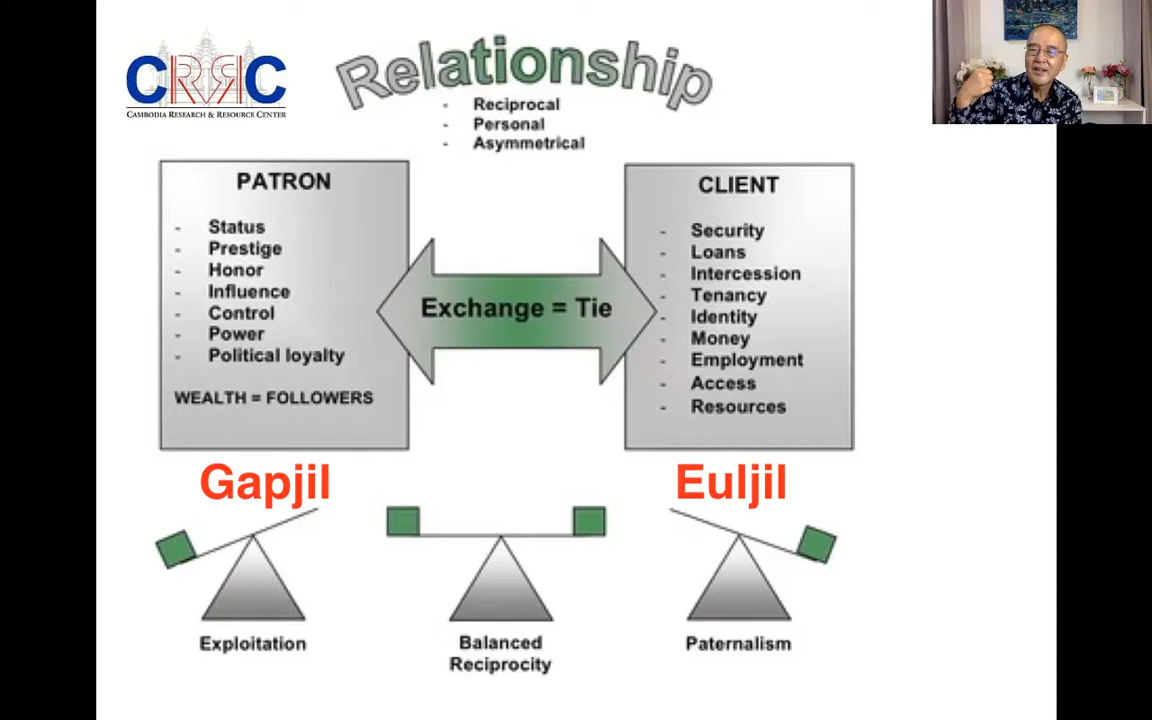 CRRC
CAMBODIA RESEARCH & RESOURCE CENTER
Relationship
- Reciprocal
- Personal
- Asymmetrical
PATRON
- Status
- Prestige
- Honor
- Influence
- Control
- Power
- Political loyalty
WEALTH = FOLLOWERS
Exchange = Tie
CLIENT
- Security
- Loans
- Intercession
- Tenancy
- Identity
- Money
- Employment
- Access
- Resources
Gapjil
Euljil
Exploitation
Balanced
Reciprocity
Paternalism